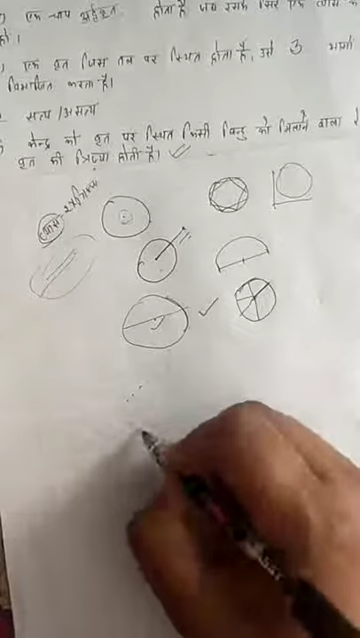 ) एक चाप अर्द्धवृत्त होता है जब इसके सिरे एक व्यास के
हो।
) एक वृत्त जिस तल पर स्थित होता है, उसे 3 भागों
विभाजित करता है।
सत्य/असत्य
केन्द्र को वृत्त पर स्थित किसी बिन्दु को मिलाने वाला
वृत्त की त्रिज्या होती है।
व्यास-